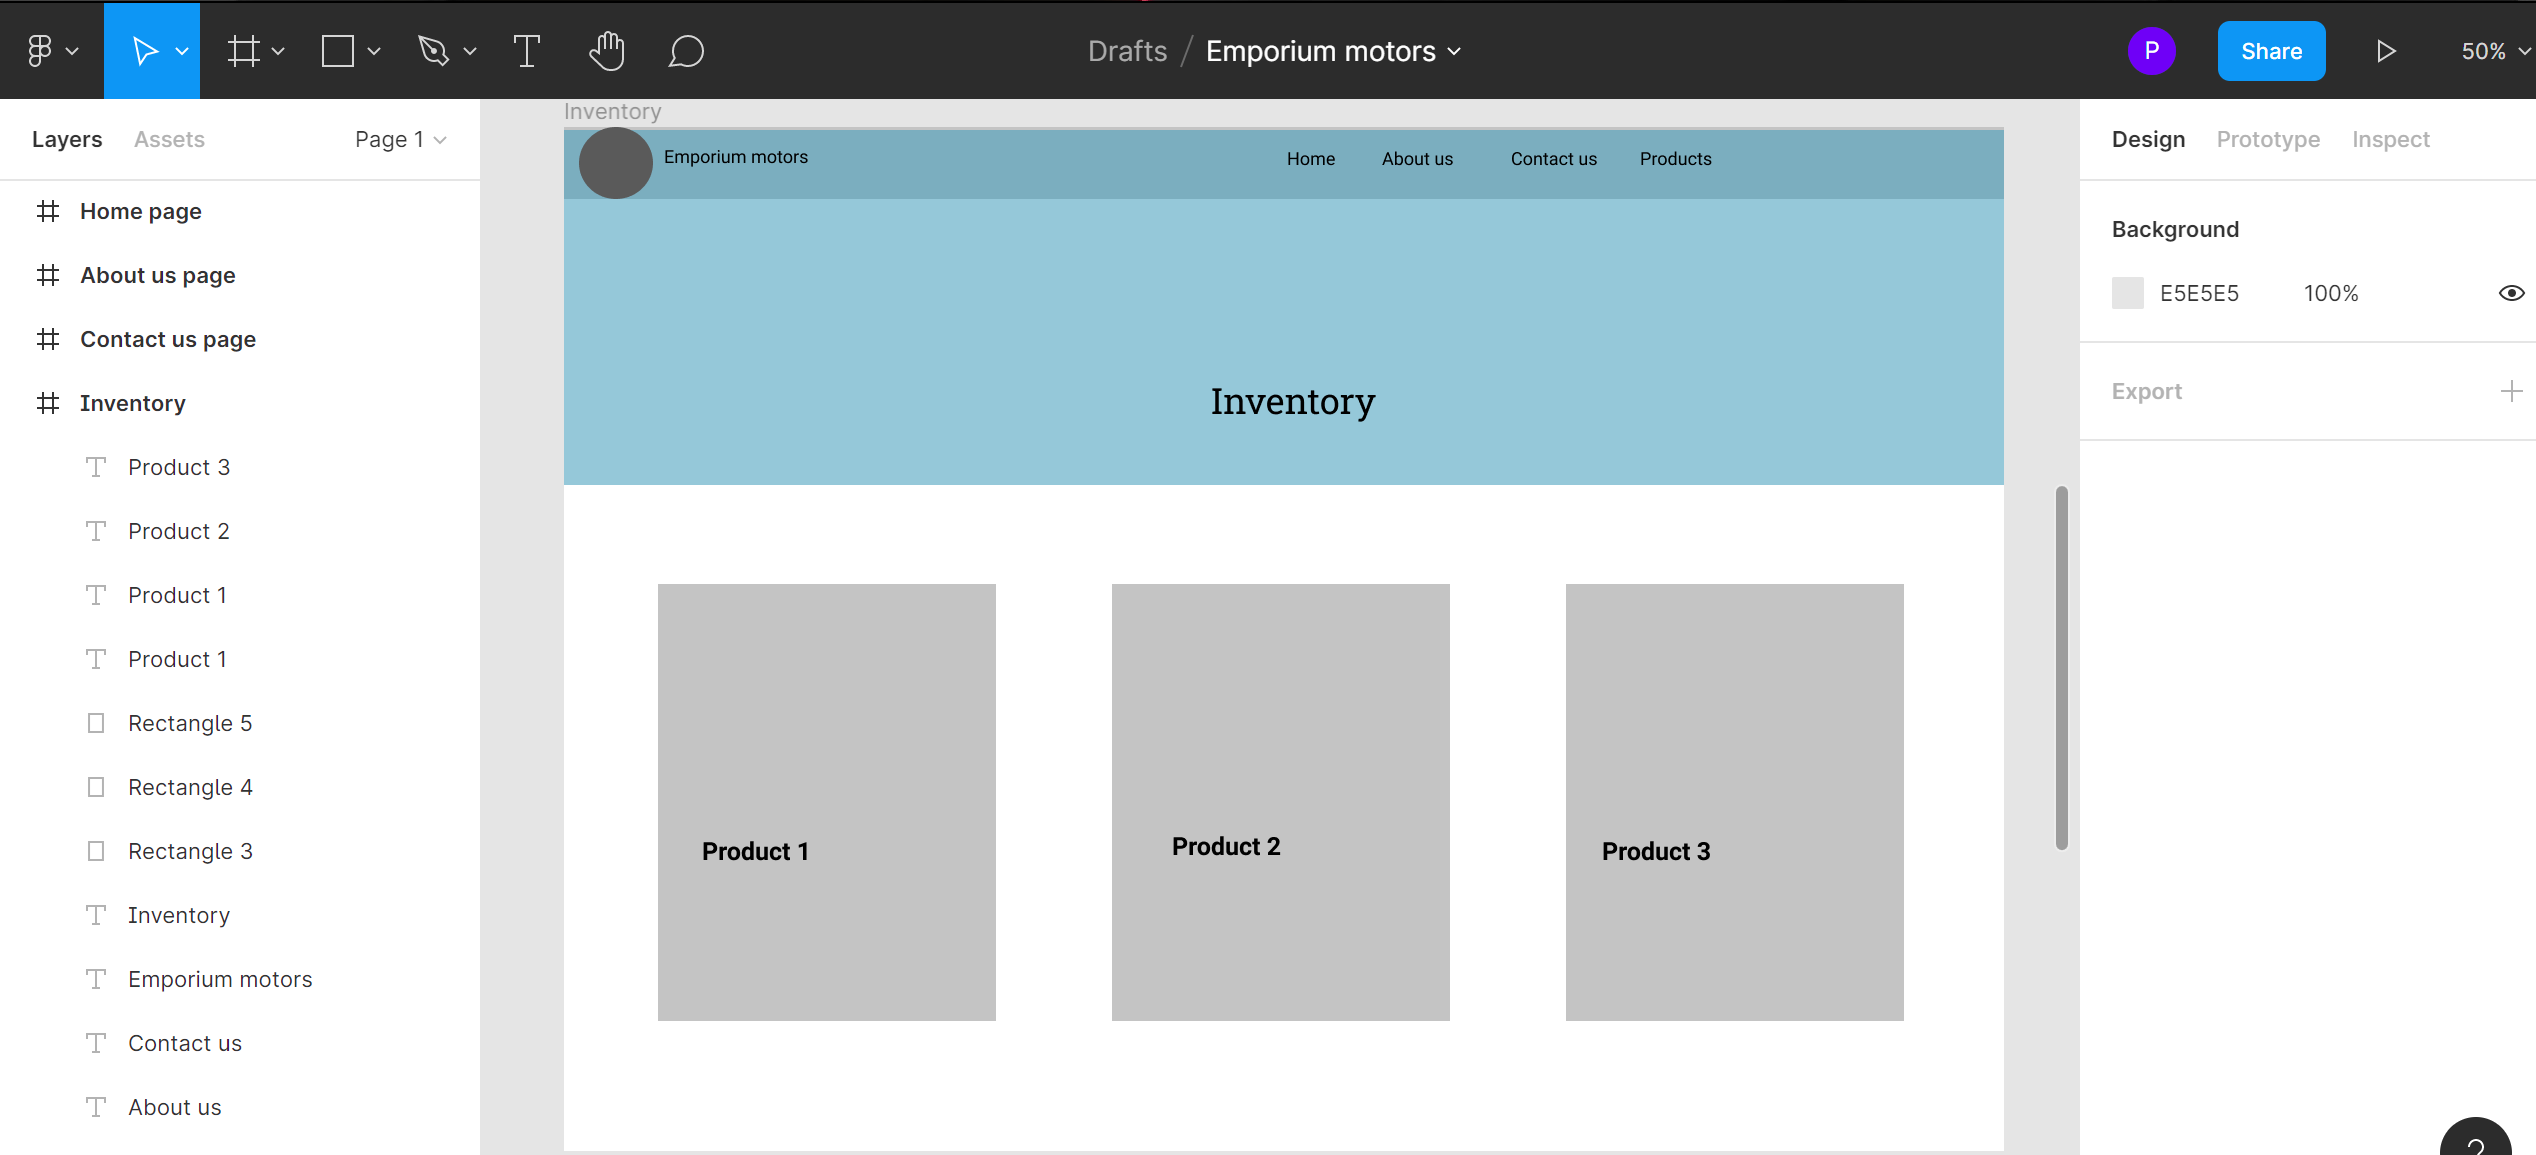 Drafts / Emporium motors
P
Share
50%
Layers
Assets
Page 1
Home page
About us page
Contact us page
Inventory
Product 3
Product 2
Product 1
Product 1
Rectangle 5
Rectangle 4
Rectangle 3
Inventory
Emporium motors
Contact us
About us
Inventory
Emporium motors
Home
About us
Contact us
Products
Inventory
Product 1
Product 2
Product 3
Design
Prototype
Inspect
Background
E5E5E5
100%
Export
?